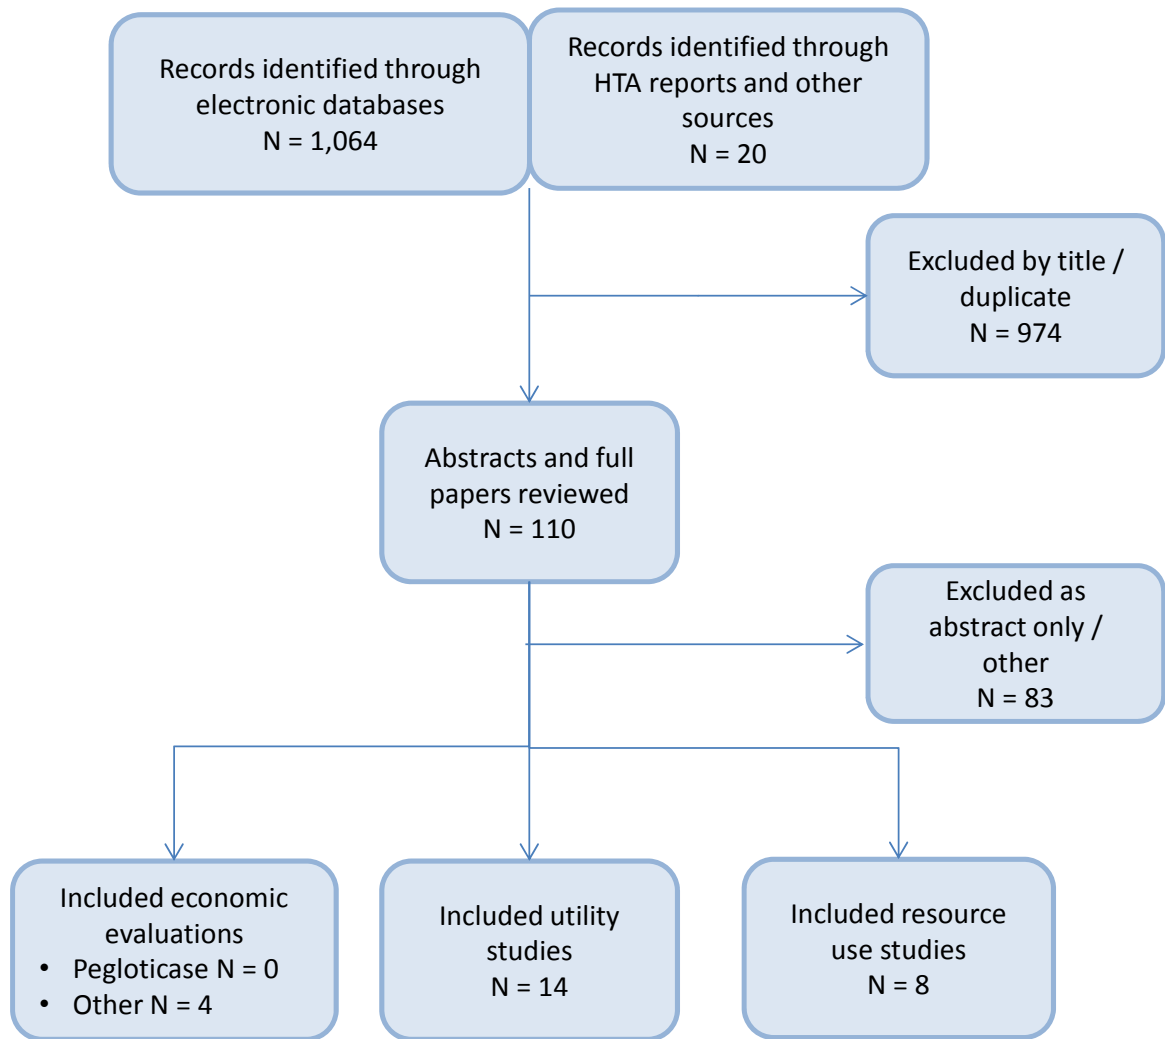 Records identified through
electronic databases
N = 1,064
Records identified through
HTA reports and other
sources
N = 20
Excluded by title /
duplicate
N = 974
Abstracts and full
papers reviewed
N = 110
Excluded as
abstract only /
other
N = 83
Included economic
evaluations
• Pegloticase N = 0
• Other N = 4
Included utility
studies
N = 14
Included resource
use studies
N = 8